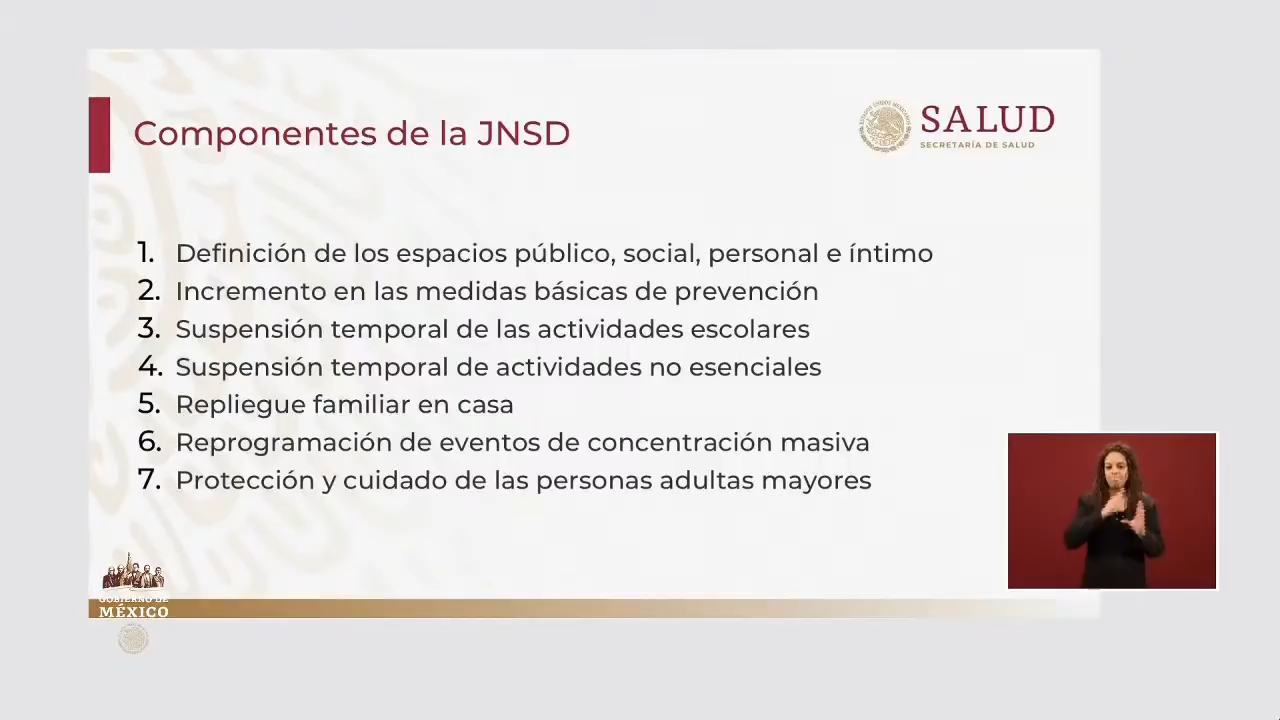 Componentes de la JNSD
SALUD
SECRETARÍA DE SALUD
1. Definición de los espacios público, social, personal e íntimo
2. Incremento en las medidas básicas de prevención
3. Suspensión temporal de las actividades escolares
4. Suspensión temporal de actividades no esenciales
5. Repliegue familiar en casa
6. Reprogramación de eventos de concentración masiva
7. Protección y cuidado de las personas adultas mayores
GOBIERNO DE
MÉXICO